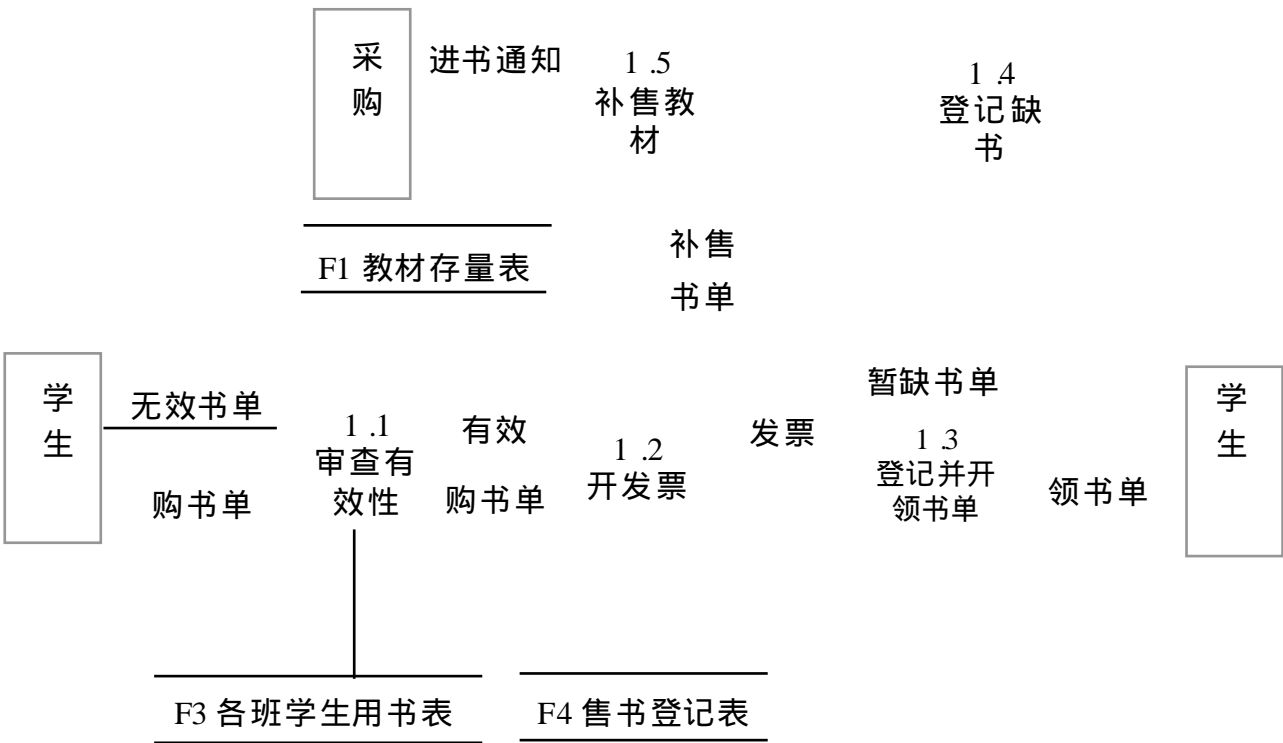 采
购
进书通知
1 .5
补售教
材
1 .4
登记缺
书
F1 教材存量表
补售
书单
学
生
无效书单
购书单
1 .1
审查有
效性
有效
购书单
1 .2
开发票
发票
暂缺书单
1 .3
登记并开
领书单
领书单
学
生
F3 各班学生用书表
F4 售书登记表